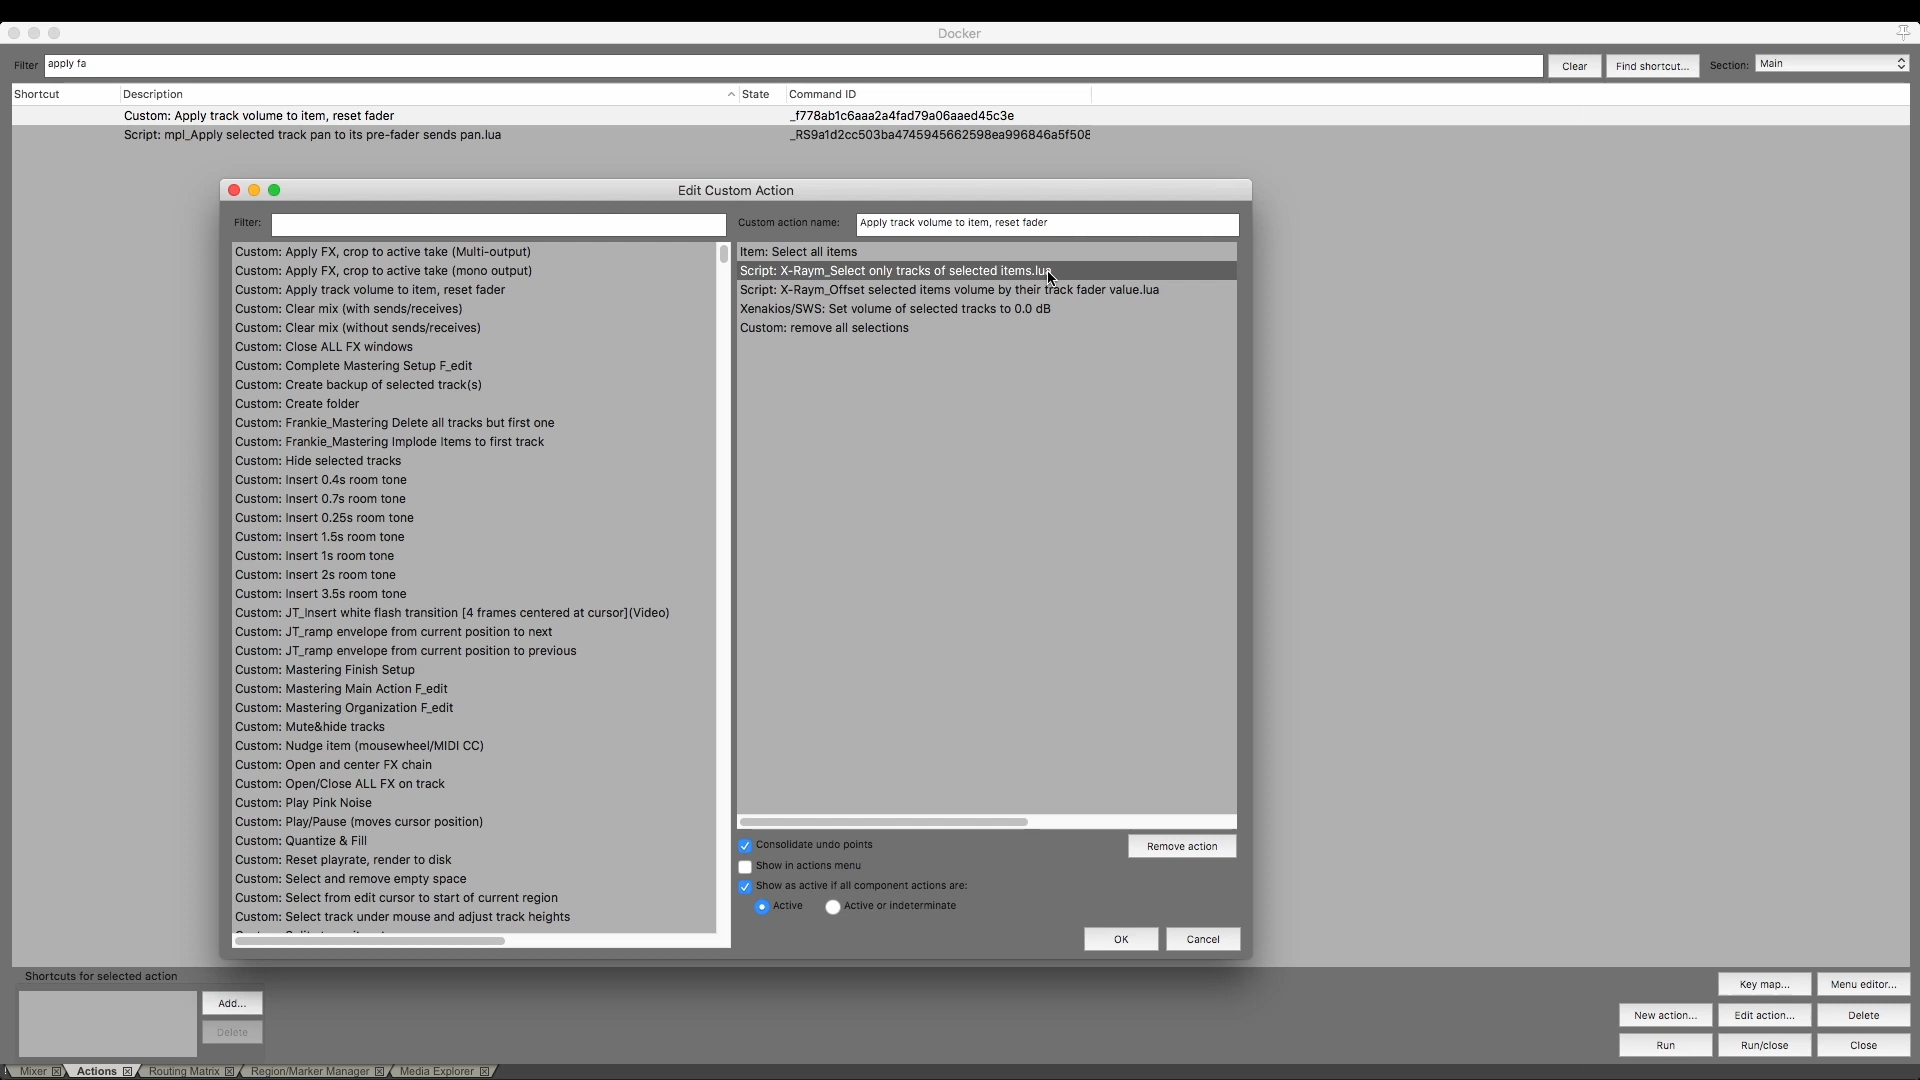 Docker
Filter apply fa Clear Find shortcut... Section: Main
Shortcut Description State Command ID
Custom: Apply track volume to item, reset fader _f778ab1c6aaa2a4fad79a06aaed45c3e
Script: mpl_Apply selected track pan to its pre-fader sends pan.lua _RS9a1d2cc503ba4745945662598ea996846a5f508
Edit Custom Action
Filter: Custom action name: Apply track volume to item, reset fader
Custom: Apply FX, crop to active take (Multi-output)
Custom: Apply FX, crop to active take (mono output)
Custom: Apply track volume to item, reset fader
Custom: Clear mix (with sends/receives)
Custom: Clear mix (without sends/receives)
Custom: Close ALL FX windows
Custom: Complete Mastering Setup F_edit
Custom: Create backup of selected track(s)
Custom: Create folder
Custom: Frankie_Mastering Delete all tracks but first one
Custom: Frankie_Mastering Implode Items to first track
Custom: Hide selected tracks
Custom: Insert 0.4s room tone
Custom: Insert 0.7s room tone
Custom: Insert 0.25s room tone
Custom: Insert 1.5s room tone
Custom: Insert 1s room tone
Custom: Insert 2s room tone
Custom: Insert 3.5s room tone
Custom: JT_Insert white flash transition [4 frames centered at cursor](Video)
Custom: JT_ramp envelope from current position to next
Custom: JT_ramp envelope from current position to previous
Custom: Mastering Finish Setup
Custom: Mastering Main Action F_edit
Custom: Mastering Organization F_edit
Custom: Mute&hide tracks
Custom: Nudge item (mousewheel/MIDI CC)
Custom: Open and center FX chain
Custom: Open/Close ALL FX on track
Custom: Play Pink Noise
Custom: Play/Pause (moves cursor position)
Custom: Quantize & Fill
Custom: Reset playrate, render to disk
Custom: Select and remove empty space
Custom: Select from edit cursor to start of current region
Custom: Select track under mouse and adjust track heights
Item: Select all items
Script: X-Raym_Select only tracks of selected items.lua
Script: X-Raym_Offset selected items volume by their track fader value.lua
Xenakios/SWS: Set volume of selected tracks to 0.0 dB
Custom: remove all selections
Consolidate undo points Remove action
Show in actions menu
Show as active if all component actions are:
Active Active or indeterminate
OK Cancel
Shortcuts for selected action
Add...
Delete
Key map... Menu editor...
New action... Edit action... Delete
Run Run/close Close
Mixer Actions Routing Matrix Region/Marker Manager Media Explorer